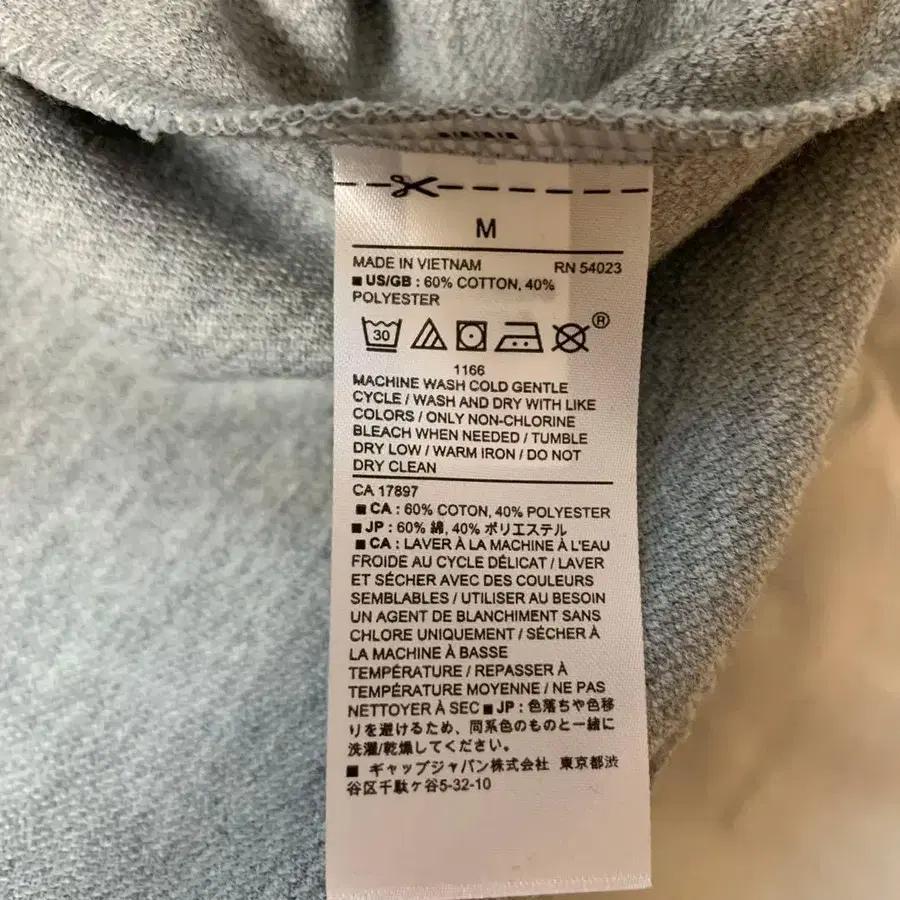 M
MADE IN VIETNAM RN 54023
■ US/GB : 60% COTTON, 40%
POLYESTER
30 ®
1166
MACHINE WASH COLD GENTLE
CYCLE / WASH AND DRY WITH LIKE
COLORS / ONLY NON-CHLORINE
BLEACH WHEN NEEDED / TUMBLE
DRY LOW / WARM IRON / DO NOT
DRY CLEAN
CA 17897
■ CA : 60% COTON, 40% POLYESTER
■ JP : 60% 綿, 40% ポリエステル
■ CA : LAVER À LA MACHINE À L'EAU
FROIDE AU CYCLE DÉLICAT / LAVER
ET SÉCHER AVEC DES COULEURS
SEMBLABLES / UTILISER AU BESOIN
UN AGENT DE BLANCHIMENT SANS
CHLORE UNIQUEMENT / SÉCHER À
LA MACHINE À BASSE
TEMPÉRATURE / REPASSER À
TEMPÉRATURE MOYENNE / NE PAS
NETTOYER À SEC ■ JP : 色落ちや色移
りを避けるため、同系色のものと一緒に
洗濯/乾燥してください。
■ ギャップジャパン株式会社 東京都渋
谷区千駄ヶ谷5-32-10